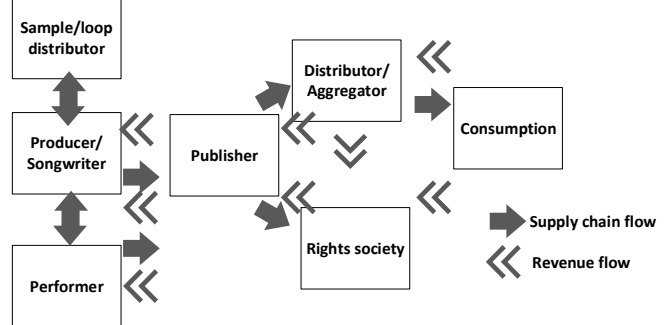 Sample/loop
distributor
Distributor/
Aggregator
Producer/
Songwriter
Publisher
Consumption
Performer
Rights society
Supply chain flow
Revenue flow